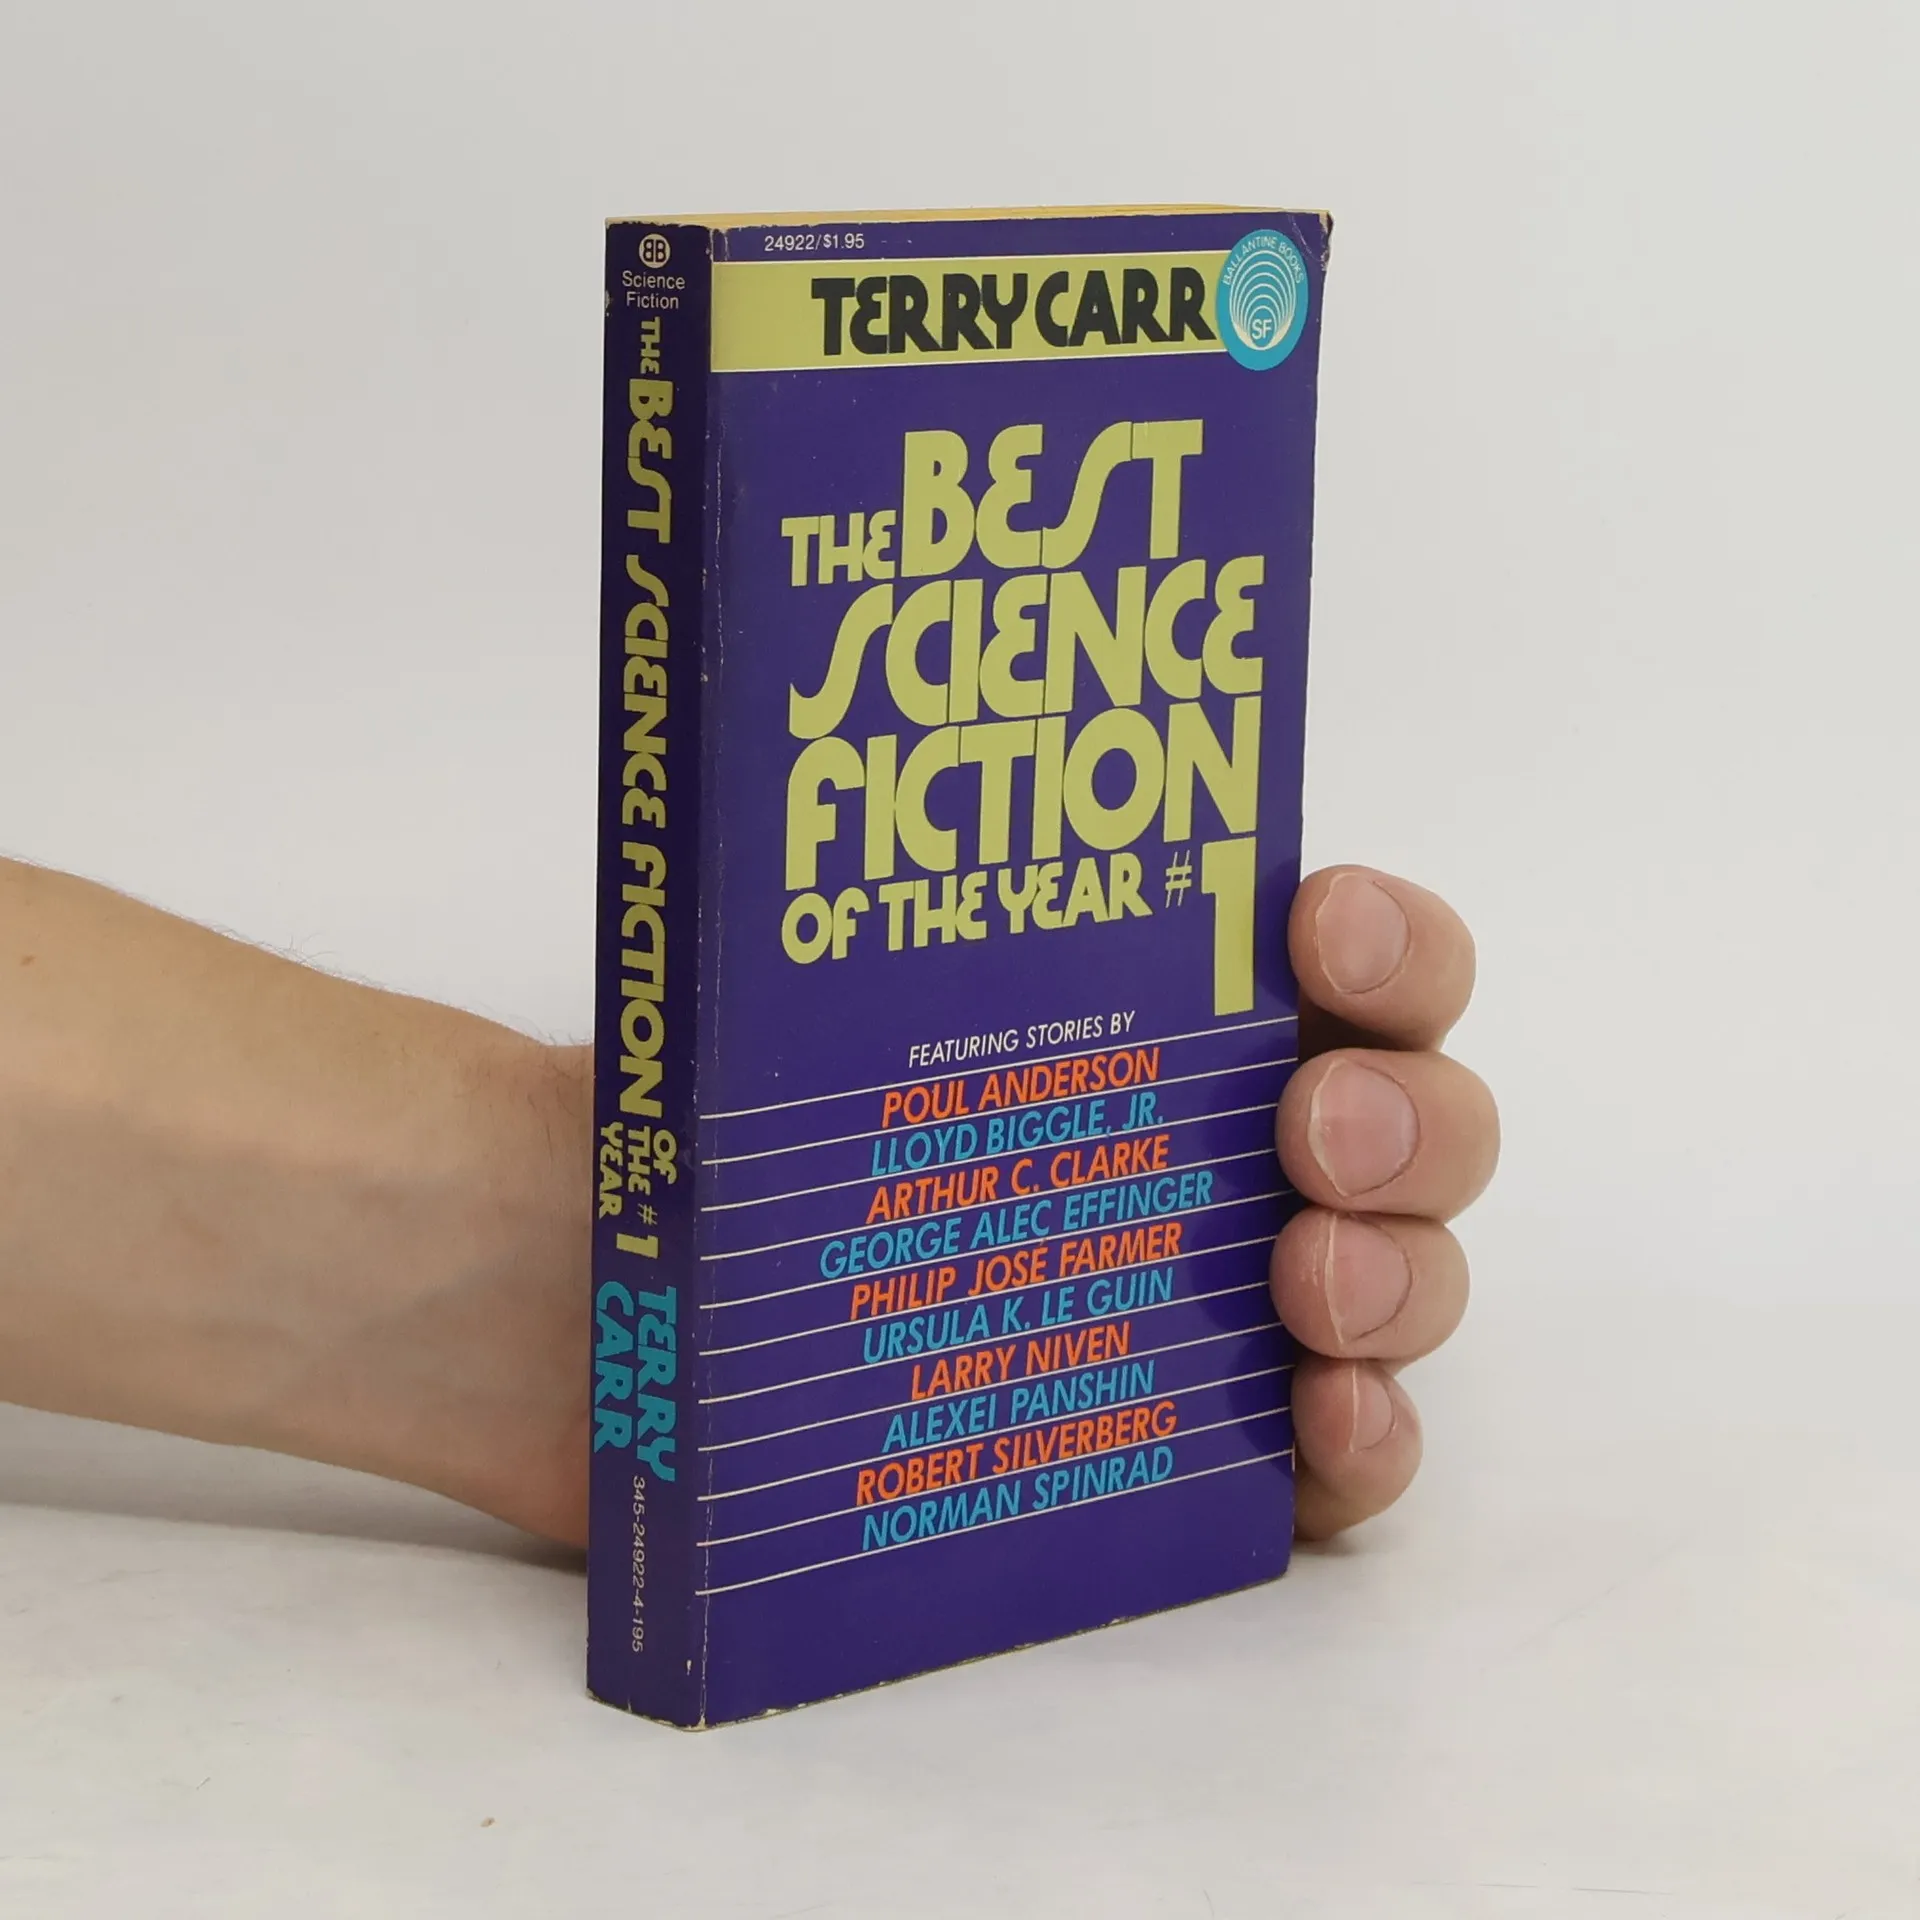 BB
Science
Fiction
THE BEST SCIENCE FICTION OF THE YEAR #1
TERRY CARR
345-24922-4-195
24922/$1.95
TERRY CARR
BALLANTINE BOOKS
SF
THE BEST
SCIENCE
FICTION
OF THE YEAR #1
FEATURING STORIES BY
POUL ANDERSON
LLOYD BIGGLE, JR.
ARTHUR C. CLARKE
GEORGE ALEC EFFINGER
PHILIP JOSÉ FARMER
URSULA K. LE GUIN
LARRY NIVEN
ALEXEI PANSHIN
ROBERT SILVERBERG
NORMAN SPINRAD